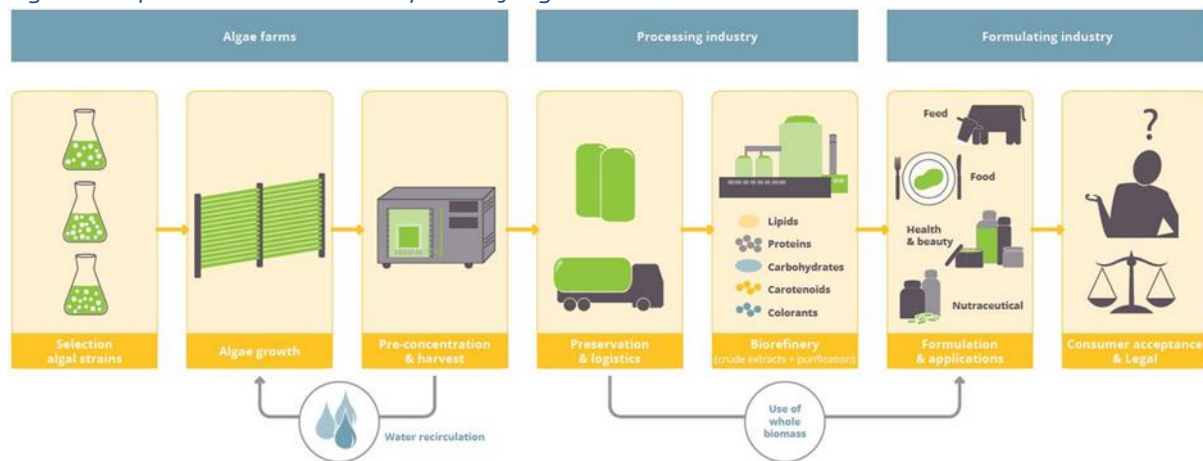 Algae farms
Processing industry
Formulating industry
Feed
Food
Health
& beauty
Nutraceutical
?
Lipids
Proteins
Carbohydrates
Carotenoids
Colorants
Selection
algal strains
Algae growth
Pre-concentration
& harvest
Preservation
& logistics
Biorefinery
(crude extracts + purification)
Formulation
& applications
Consumer acceptance
& Legal
Water recirculation
Use of
whole
biomass